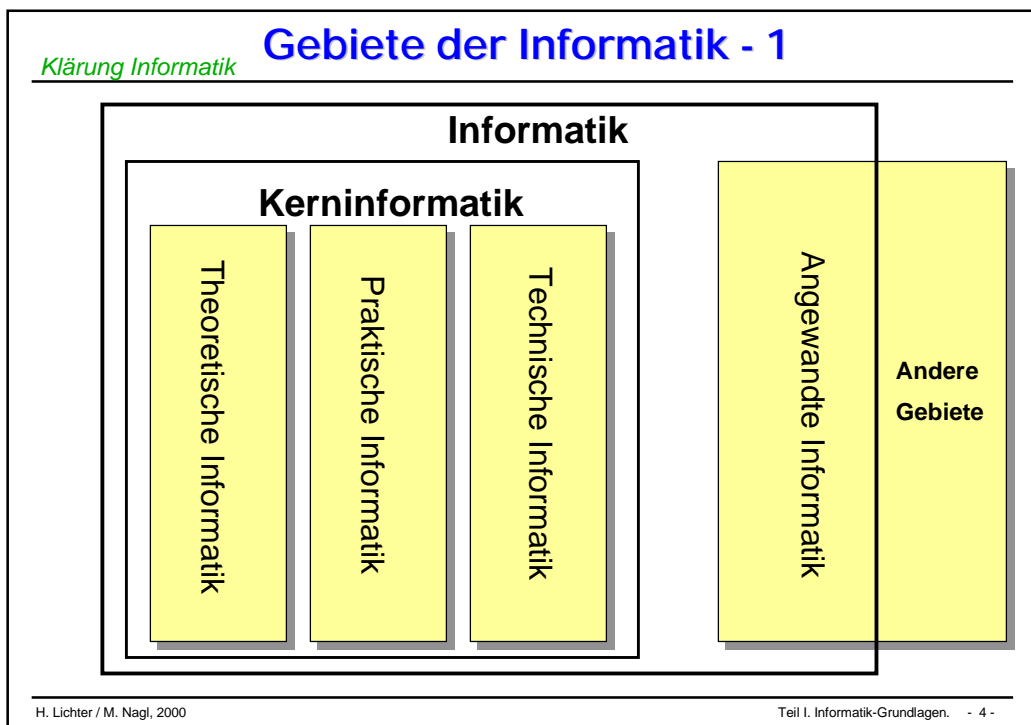 Gebiete der Informatik - 1
Klärung Informatik
Informatik
Kerninformatik
Theoretische Informatik
Praktische Informatik
Technische Informatik
Angewandte Informatik
Andere
Gebiete
H. Lichter / M. Nagl, 2000
Teil I. Informatik-Grundlagen. - 4 -